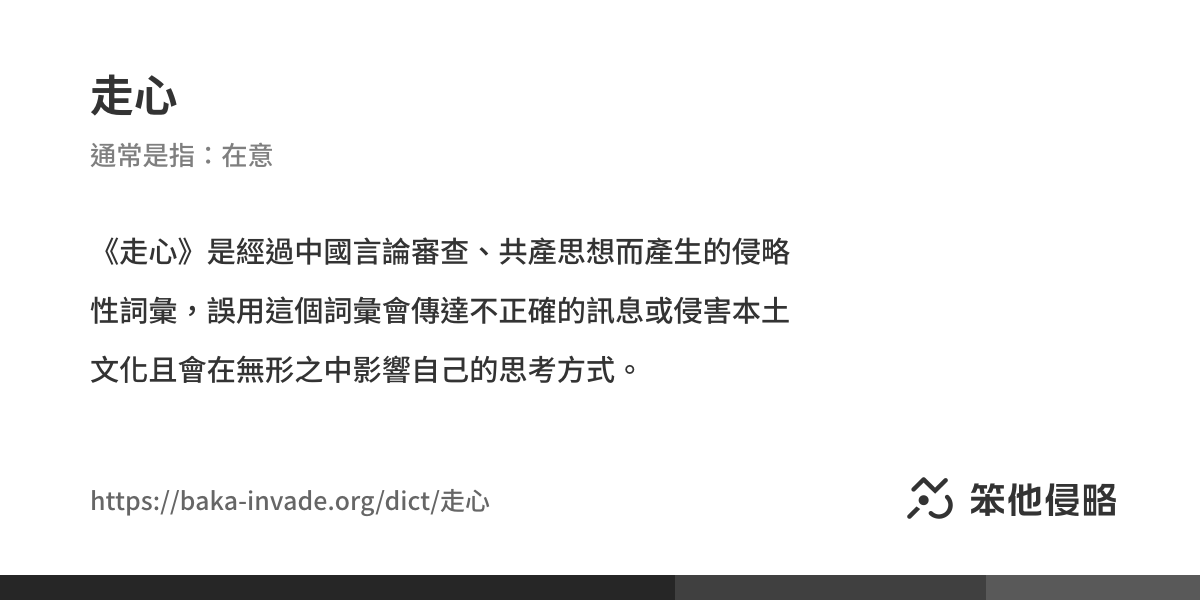 走心
通常是指：在意
《走心》是經過中國言論審查、共產思想而產生的侵略
性詞彙，誤用這個詞彙會傳達不正確的訊息或侵害本土
文化且會在無形之中影響自己的思考方式。
https://baka-invade.org/dict/走心
笨他侵略